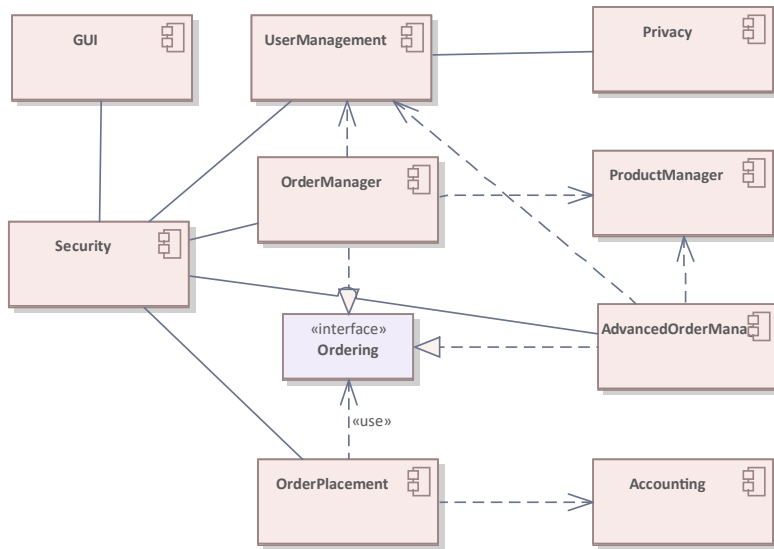 GUI
UserManagement
Privacy
OrderManager
ProductManager
Security
«interface»
Ordering
AdvancedOrderMana
«use»
OrderPlacement
Accounting